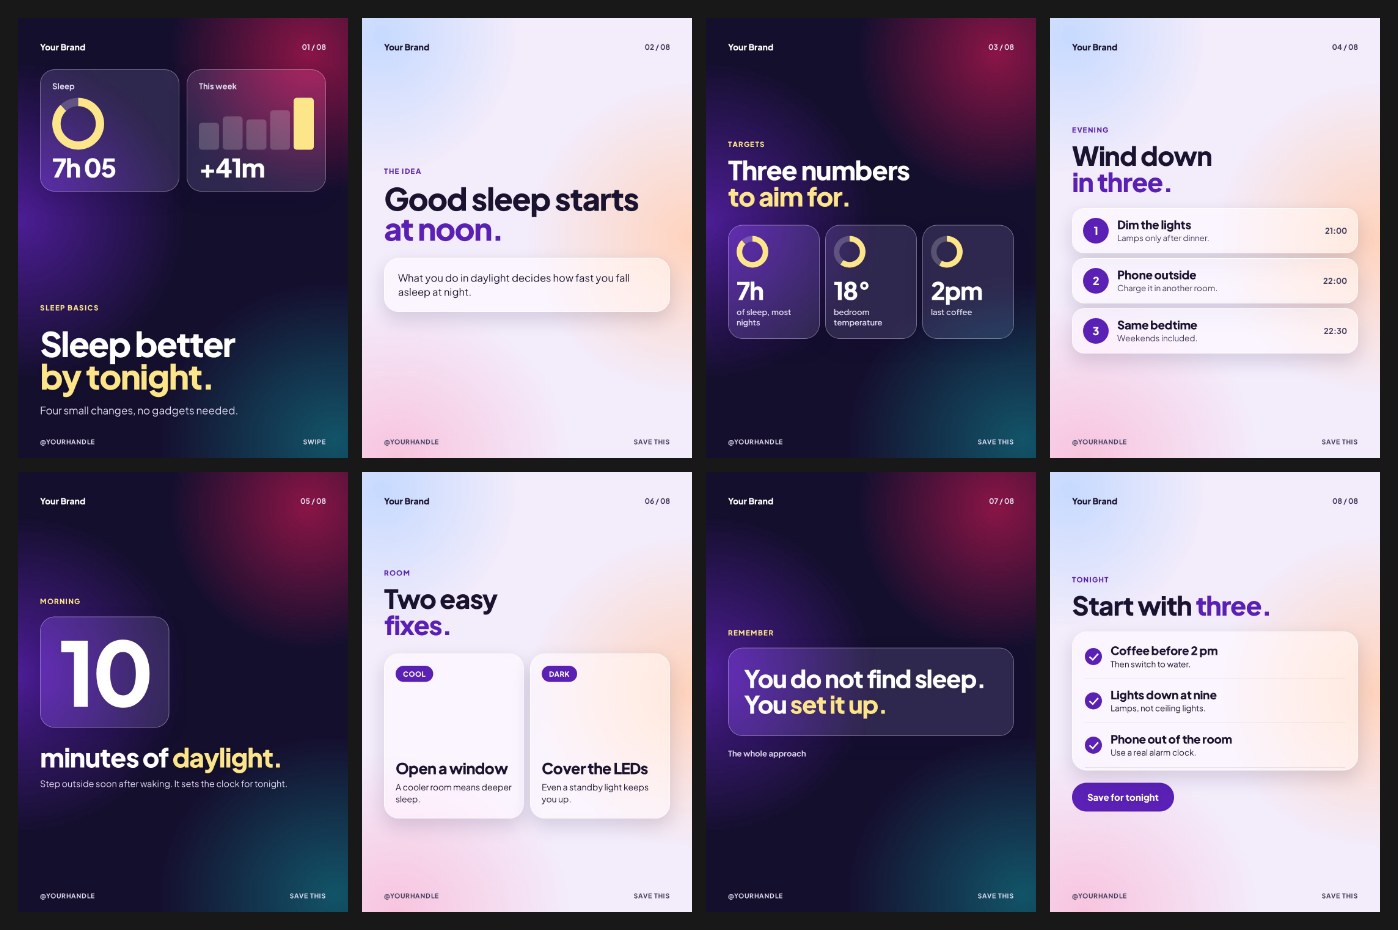 Your Brand
01 / 08
Sleep
7h 05
This week
+41m
SLEEP BASICS
Sleep better
by tonight.
Four small changes, no gadgets needed.
@YOURHANDLE
SWIPE
Your Brand
02 / 08
THE IDEA
Good sleep starts
at noon.
What you do in daylight decides how fast you fall
asleep at night.
@YOURHANDLE
SAVE THIS
Your Brand
03 / 08
TARGETS
Three numbers
to aim for.
7h
of sleep, most
nights
18°
bedroom
temperature
2pm
last coffee
@YOURHANDLE
SAVE THIS
Your Brand
04 / 08
EVENING
Wind down
in three.
1
Dim the lights
Lamps only after dinner.
21:00
2
Phone outside
Charge it in another room.
22:00
3
Same bedtime
Weekends included.
22:30
@YOURHANDLE
SAVE THIS
Your Brand
05 / 08
MORNING
10
minutes of daylight.
Step outside soon after waking. It sets the clock for tonight.
@YOURHANDLE
SAVE THIS
Your Brand
06 / 08
ROOM
Two easy
fixes.
COOL
Open a window
A cooler room means deeper
sleep.
DARK
Cover the LEDs
Even a standby light keeps
you up.
@YOURHANDLE
SAVE THIS
Your Brand
07 / 08
REMEMBER
You do not find sleep.
You set it up.
The whole approach
@YOURHANDLE
SAVE THIS
Your Brand
08 / 08
TONIGHT
Start with three.
Coffee before 2 pm
Then switch to water.
Lights down at nine
Lamps, not ceiling lights.
Phone out of the room
Use a real alarm clock.
Save for tonight
@YOURHANDLE
SAVE THIS